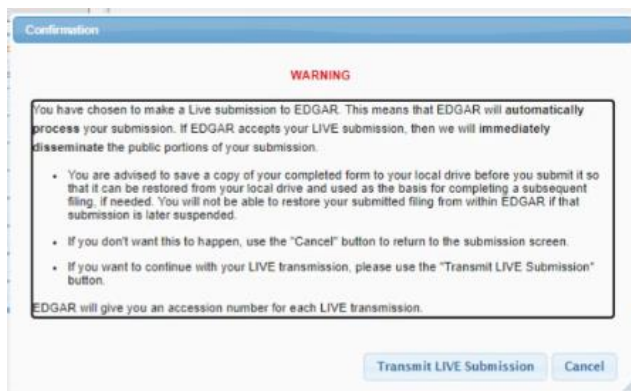 Confirmation
WARNING
You have chosen to make a Live submission to EDGAR. This means that EDGAR will automatically
process your submission. If EDGAR accepts your LIVE submission, then we will immediately
disseminate the public portions of your submission.
• You are advised to save a copy of your completed form to your local drive before you submit it so
that it can be restored from your local drive and used as the basis for completing a subsequent
filing, if needed. You will not be able to restore your submitted filing from within EDGAR if that
submission is later suspended.
• If you don't want this to happen, use the "Cancel" button to return to the submission screen.
• If you want to continue with your LIVE transmission, please use the "Transmit LIVE Submission"
button.
EDGAR will give you an accession number for each LIVE transmission.
Transmit LIVE Submission Cancel